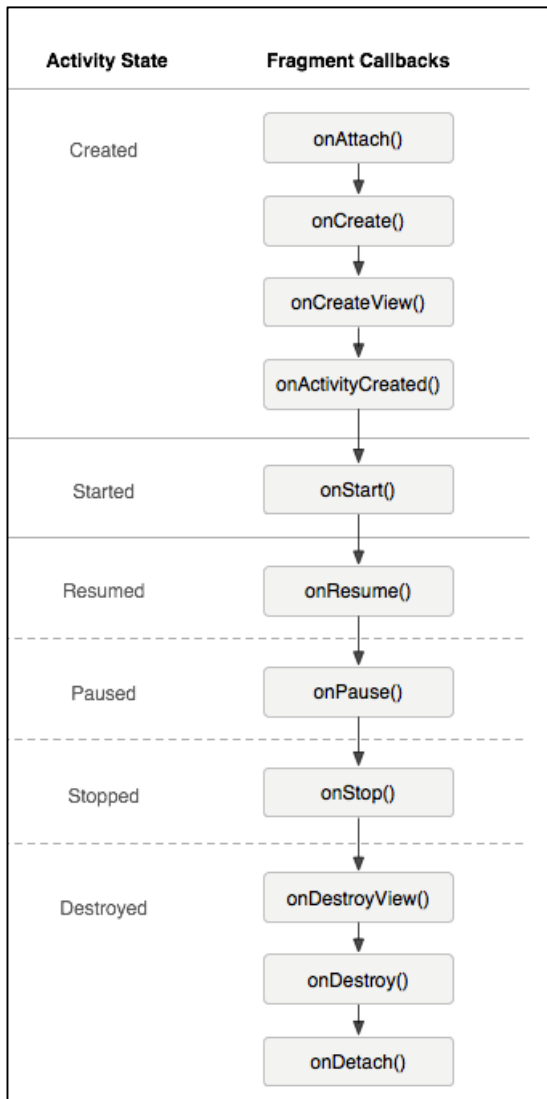 Activity State Fragment Callbacks
Created
onAttach()
onCreate()
onCreateView()
onActivityCreated()
Started
onStart()
Resumed
onResume()
Paused
onPause()
Stopped
onStop()
Destroyed
onDestroyView()
onDestroy()
onDetach()